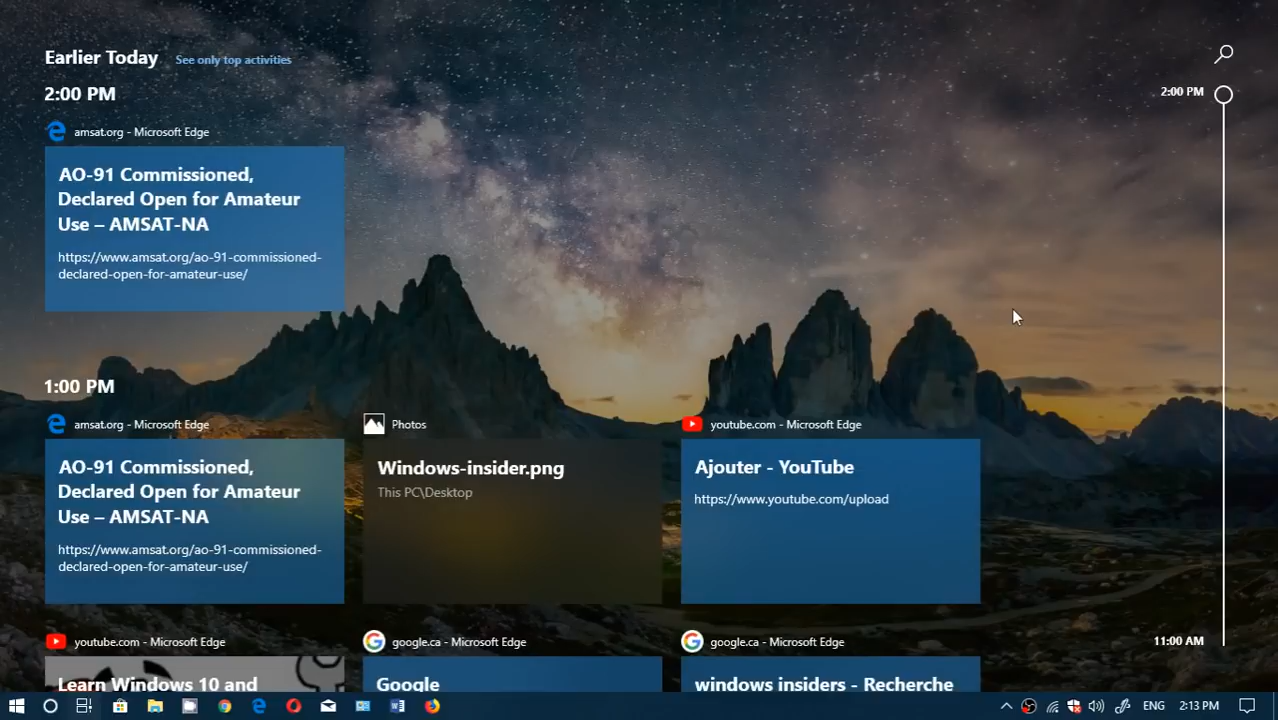 Earlier Today See only top activities
2:00 PM
2:00 PM
amsat.org - Microsoft Edge
AO-91 Commissioned,
Declared Open for Amateur
Use – AMSAT-NA
https://www.amsat.org/ao-91-commissioned-
declared-open-for-amateur-use/
1:00 PM
amsat.org - Microsoft Edge
AO-91 Commissioned,
Declared Open for Amateur
Use – AMSAT-NA
https://www.amsat.org/ao-91-commissioned-
declared-open-for-amateur-use/
Photos
Windows-insider.png
This PC\Desktop
youtube.com - Microsoft Edge
Ajouter - YouTube
https://www.youtube.com/upload
11:00 AM
youtube.com - Microsoft Edge
Learn Windows 10 and
google.ca - Microsoft Edge
Google
google.ca - Microsoft Edge
windows insiders - Recherche
ENG 2:13 PM